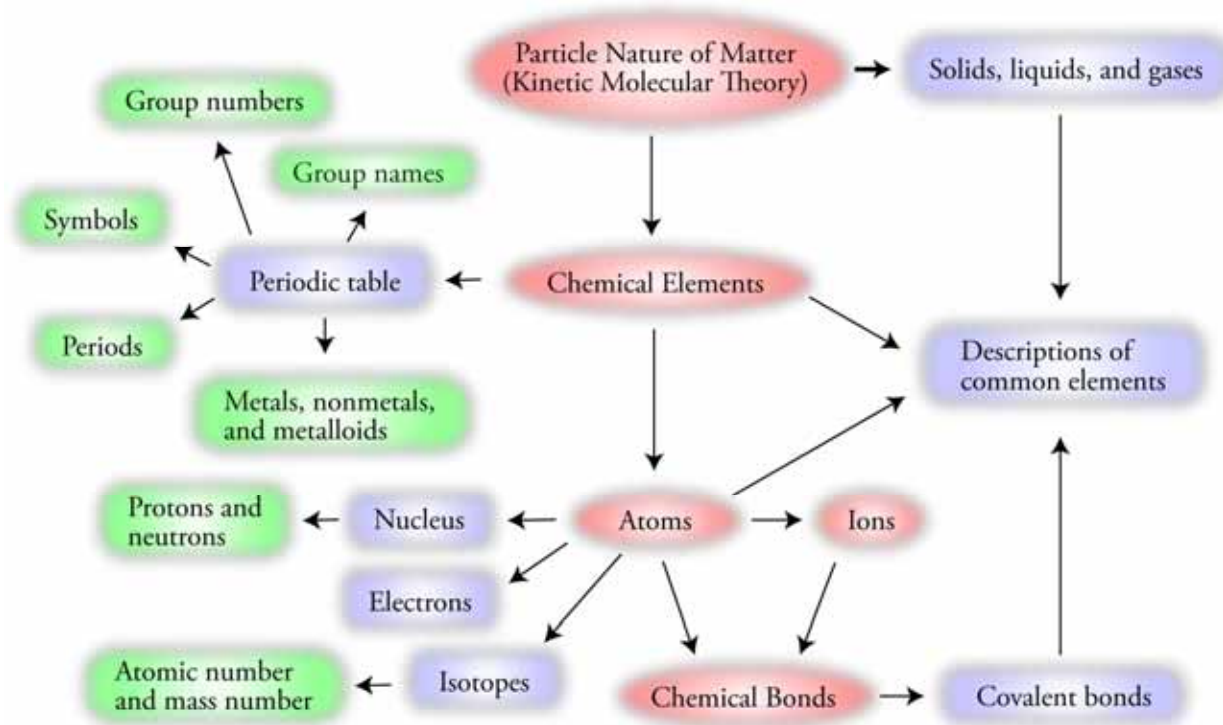 Particle Nature of Matter
(Kinetic Molecular Theory)
Solids, liquids, and gases
Group numbers
Group names
Symbols
Periodic table
Chemical Elements
Periods
Descriptions of
common elements
Metals, nonmetals,
and metalloids
Protons and
neutrons
Nucleus
Atoms
Ions
Electrons
Atomic number
and mass number
Isotopes
Chemical Bonds
Covalent bonds